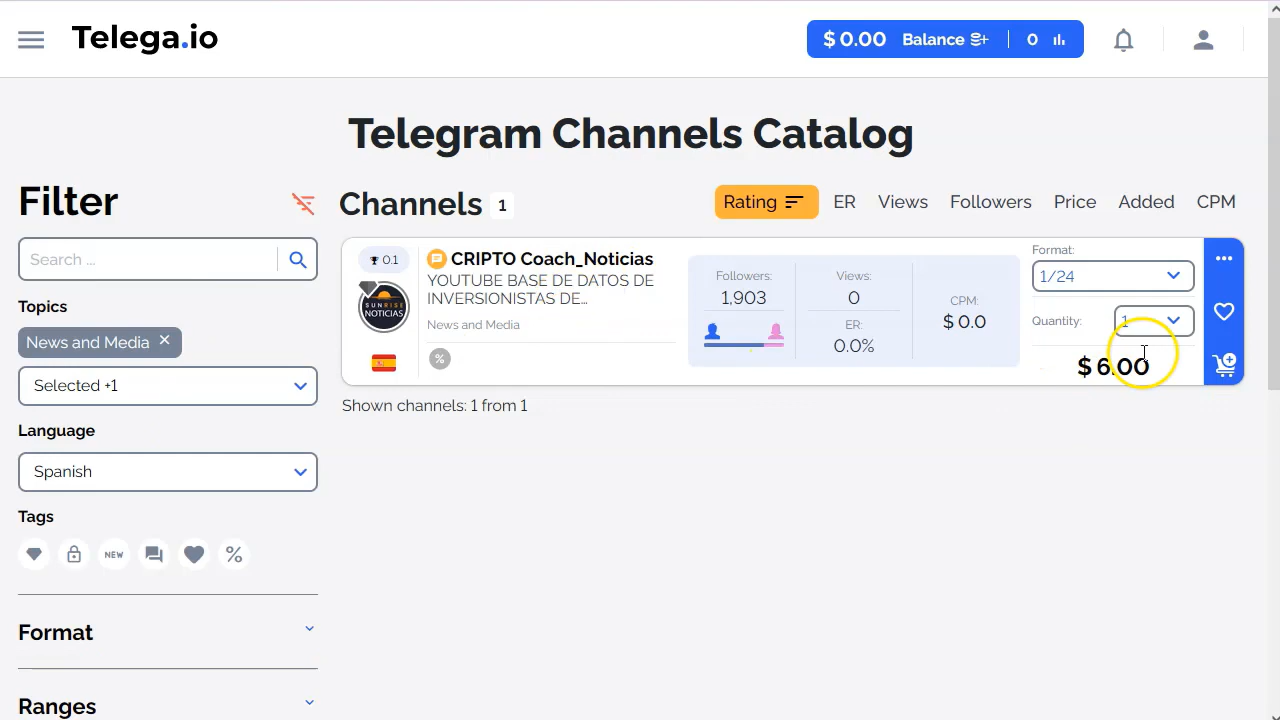 Telega.io
$ 0.00 Balance 0
Telegram Channels Catalog
Filter
Search ...
Topics
News and Media ×
Selected +1
Language
Spanish
Tags
NEW
%
Format
Ranges
Channels 1
Rating ER Views Followers Price Added CPM
0.1
SUNRISE
NOTICIAS
CRIPTO Coach_Noticias
YOUTUBE BASE DE DATOS DE
INVERSIONISTAS DE...
News and Media
%
Followers:
1,903
Views:
0
ER:
0.0%
CPM:
$ 0.0
Format:
1/24
Quantity: 1
$ 6.00
Shown channels: 1 from 1